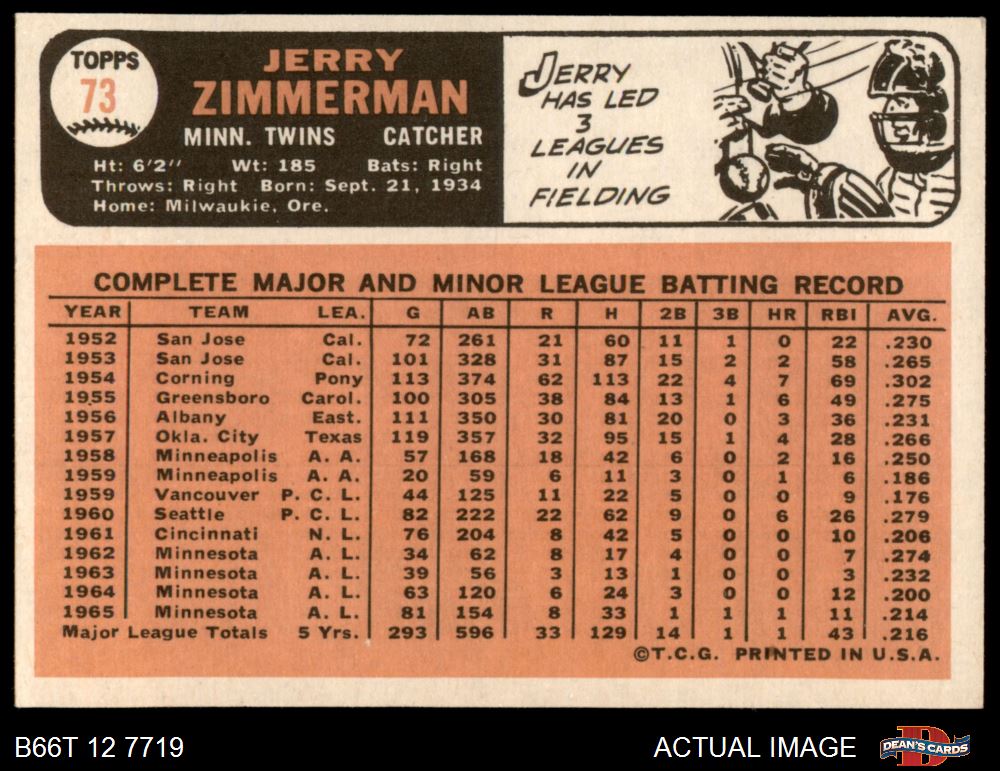 TOPPS
73
JERRY
ZIMMERMAN
MINN. TWINS CATCHER
Ht: 6'2" Wt: 185 Bats: Right
Throws: Right Born: Sept. 21, 1934
Home: Milwaukie, Ore.
JERRY
HAS LED
3
LEAGUES
IN
FIELDING
COMPLETE MAJOR AND MINOR LEAGUE BATTING RECORD
YEAR TEAM LEA. G AB R H 2B 3B HR RBI AVG.
1952 San Jose Cal. 72 261 21 60 11 1 0 22 .230
1953 San Jose Cal. 101 328 31 87 15 2 2 58 .265
1954 Corning Pony 113 374 62 113 22 4 7 69 .302
1955 Greensboro Carol. 100 305 38 84 13 1 6 49 .275
1956 Albany East. 111 350 30 81 20 0 3 36 .231
1957 Okla. City Texas 119 357 32 95 15 1 4 28 .266
1958 Minneapolis A. A. 57 168 18 42 6 0 2 16 .250
1959 Minneapolis A. A. 20 59 6 11 3 0 1 6 .186
1959 Vancouver P. C. L. 44 125 11 22 5 0 0 9 .176
1960 Seattle P. C. L. 82 222 22 62 9 0 6 26 .279
1961 Cincinnati N. L. 76 204 8 42 5 0 0 10 .206
1962 Minnesota A. L. 34 62 8 17 4 0 0 7 .274
1963 Minnesota A. L. 39 56 3 13 1 0 0 3 .232
1964 Minnesota A. L. 63 120 6 24 3 0 0 12 .200
1965 Minnesota A. L. 81 154 8 33 1 1 1 11 .214
Major League Totals 5 Yrs. 293 596 33 129 14 1 1 43 .216
©T.C.G. PRINTED IN U.S.A.
B66T 12 7719 ACTUAL IMAGE DEAN'S CARDS